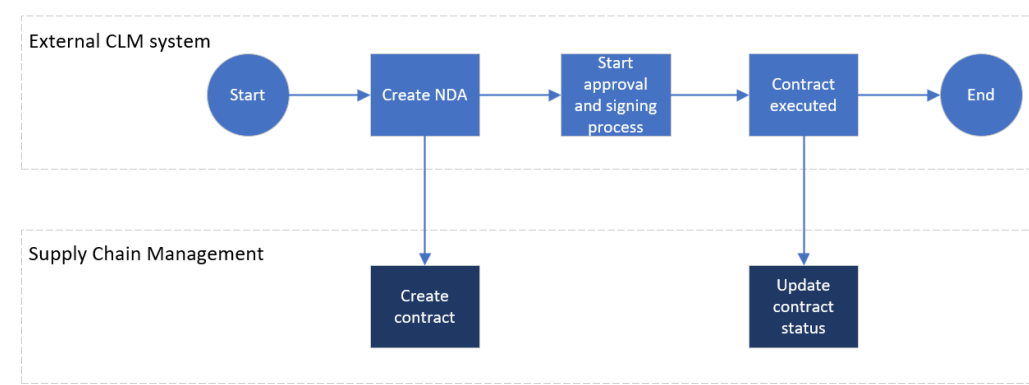 External CLM system
Start
Create NDA
Start
approval
and signing
process
Contract
executed
End
Supply Chain Management
Create
contract
Update
contract
status